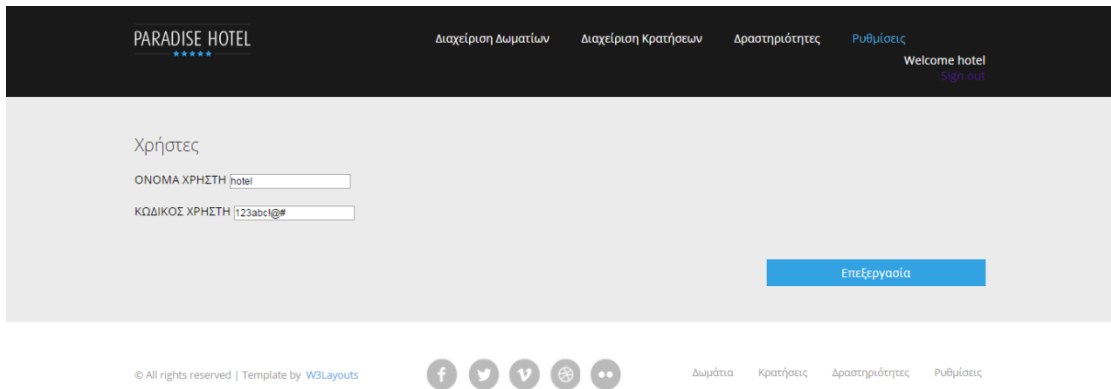 PARADISE HOTEL
Διαχείριση Δωματίων Διαχείριση Κρατήσεων Δραστηριότητες Ρυθμίσεις
Welcome hotel
Sign out
Χρήστες
ΟΝΟΜΑ ΧΡΗΣΤΗ hotel
ΚΩΔΙΚΟΣ ΧΡΗΣΤΗ 123abc!@#
Επεξεργασία
© All rights reserved | Template by W3Layouts
Δωμάτια Κρατήσεις Δραστηριότητες Ρυθμίσεις